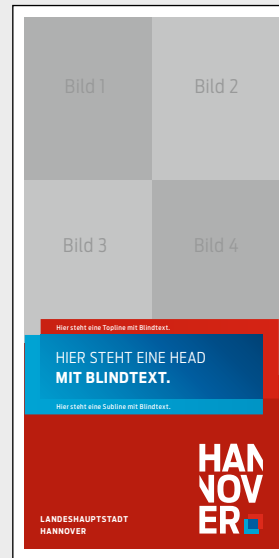 Bild 1
Bild 2
Bild 3
Bild 4
Hier steht eine Topline mit Blindtext.
HIER STEHT EINE HEAD
MIT BLINDTEXT.
Hier steht eine Subline mit Blindtext.
HAN
NOV
ER
LANDESHAUPTSTADT
HANNOVER